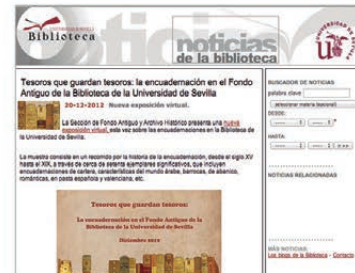 UNIVERSIDAD DE SEVILLA
Biblioteca
noticias
de la biblioteca
Tesoros que guardan tesoros: la encuadernación en el Fondo
Antiguo de la Biblioteca de la Universidad de Sevilla
20-12-2012 Nueva exposición virtual.
La Sección de Fondo Antiguo y Archivo Histórico presenta una nueva
exposición virtual, esta vez sobre las encuadernaciones en la Biblioteca de
la Universidad de Sevilla.
La muestra consiste en un recorrido por la historia de la encuadernación, desde el siglo XV
hasta el XIX, a través de cerca de setenta ejemplares significativos, que incluyen
encuadernaciones de cartera, características del mundo árabe, barrocas, de abanico,
románticas, en pasta española y valenciana, etc.
Tesoros que guardan tesoros:
La encuadernación en el Fondo Antiguo de la
Biblioteca de la Universidad de Sevilla
Diciembre 2012
BUSCADOR DE NOTICIAS
palabra clave
DESDE:
HASTA:
NOTICIAS RELACIONADAS
MÁS NOTICIAS:
Los blogs de la Biblioteca - Contacto